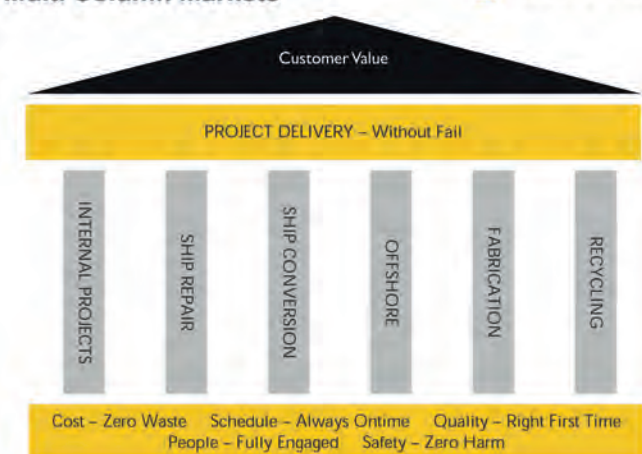 Customer Value
PROJECT DELIVERY – Without Fail
INTERNAL PROJECTS
SHIP REPAIR
SHIP CONVERSION
OFFSHORE
FABRICATION
RECYCLING
Cost – Zero Waste Schedule – Always Ontime Quality – Right First Time
People – Fully Engaged Safety – Zero Harm